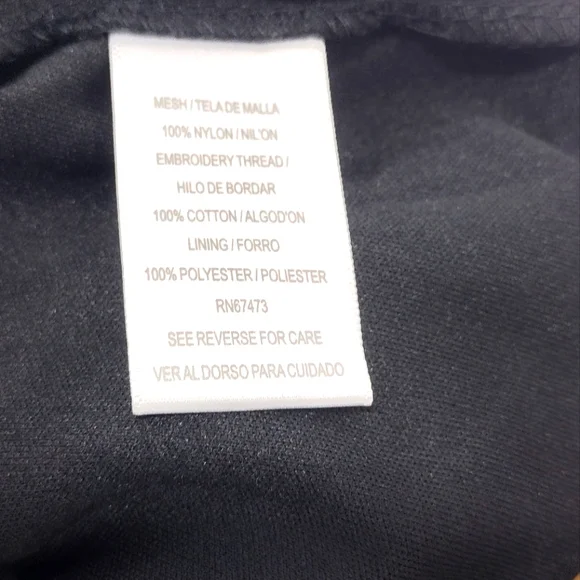 MESH / TELA DE MALLA
100% NYLON / NIL'ON
EMBROIDERY THREAD /
HILO DE BORDAR
100% COTTON / ALGOD'ON
LINING / FORRO
100% POLYESTER / POLIESTER
RN67473
SEE REVERSE FOR CARE
VER AL DORSO PARA CUIDADO